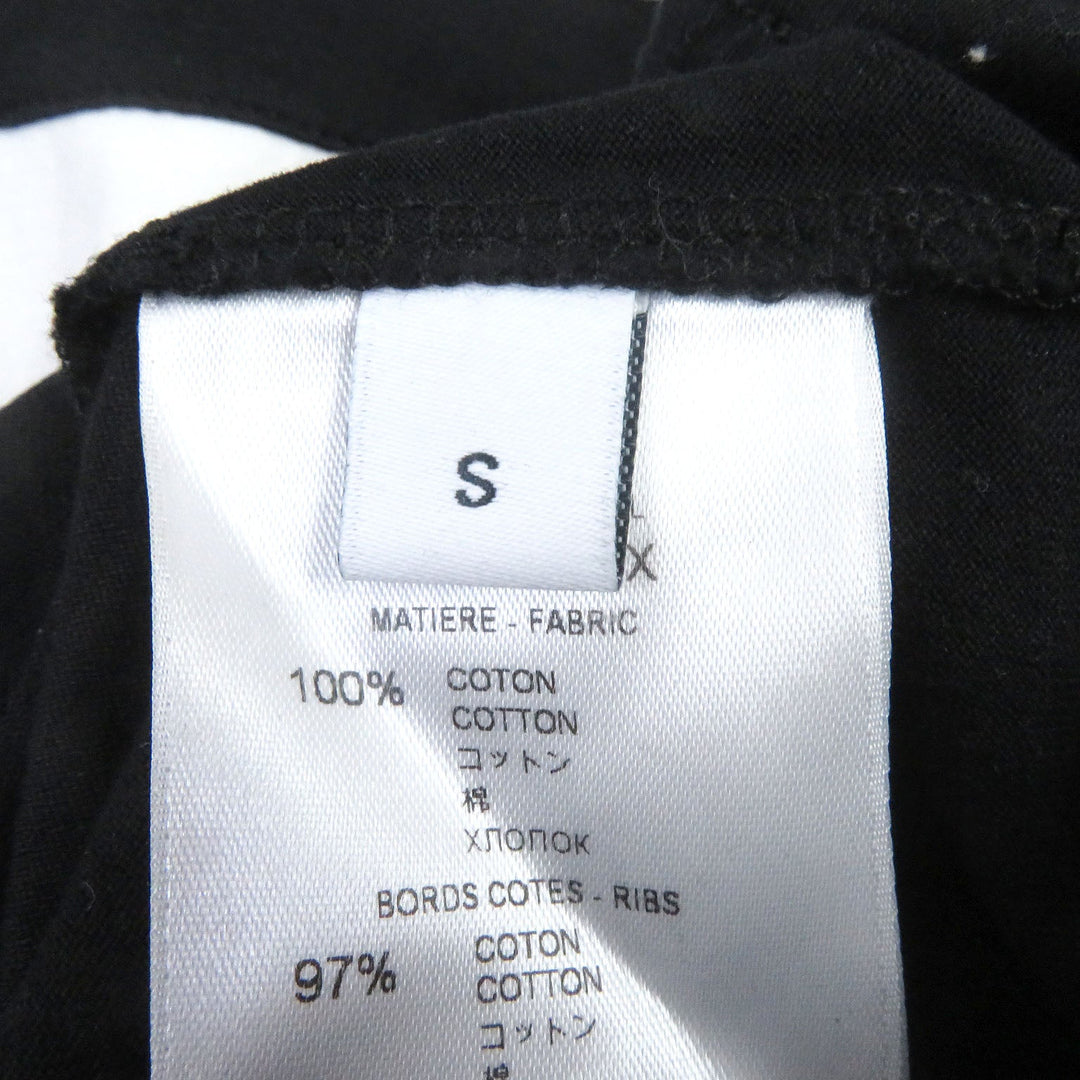 S
L
X
MATIERE - FABRIC
100% COTON
COTTON
コットン
棉
ХЛОПОК
BORDS COTES - RIBS
97% COTON
COTTON
コットン
棉